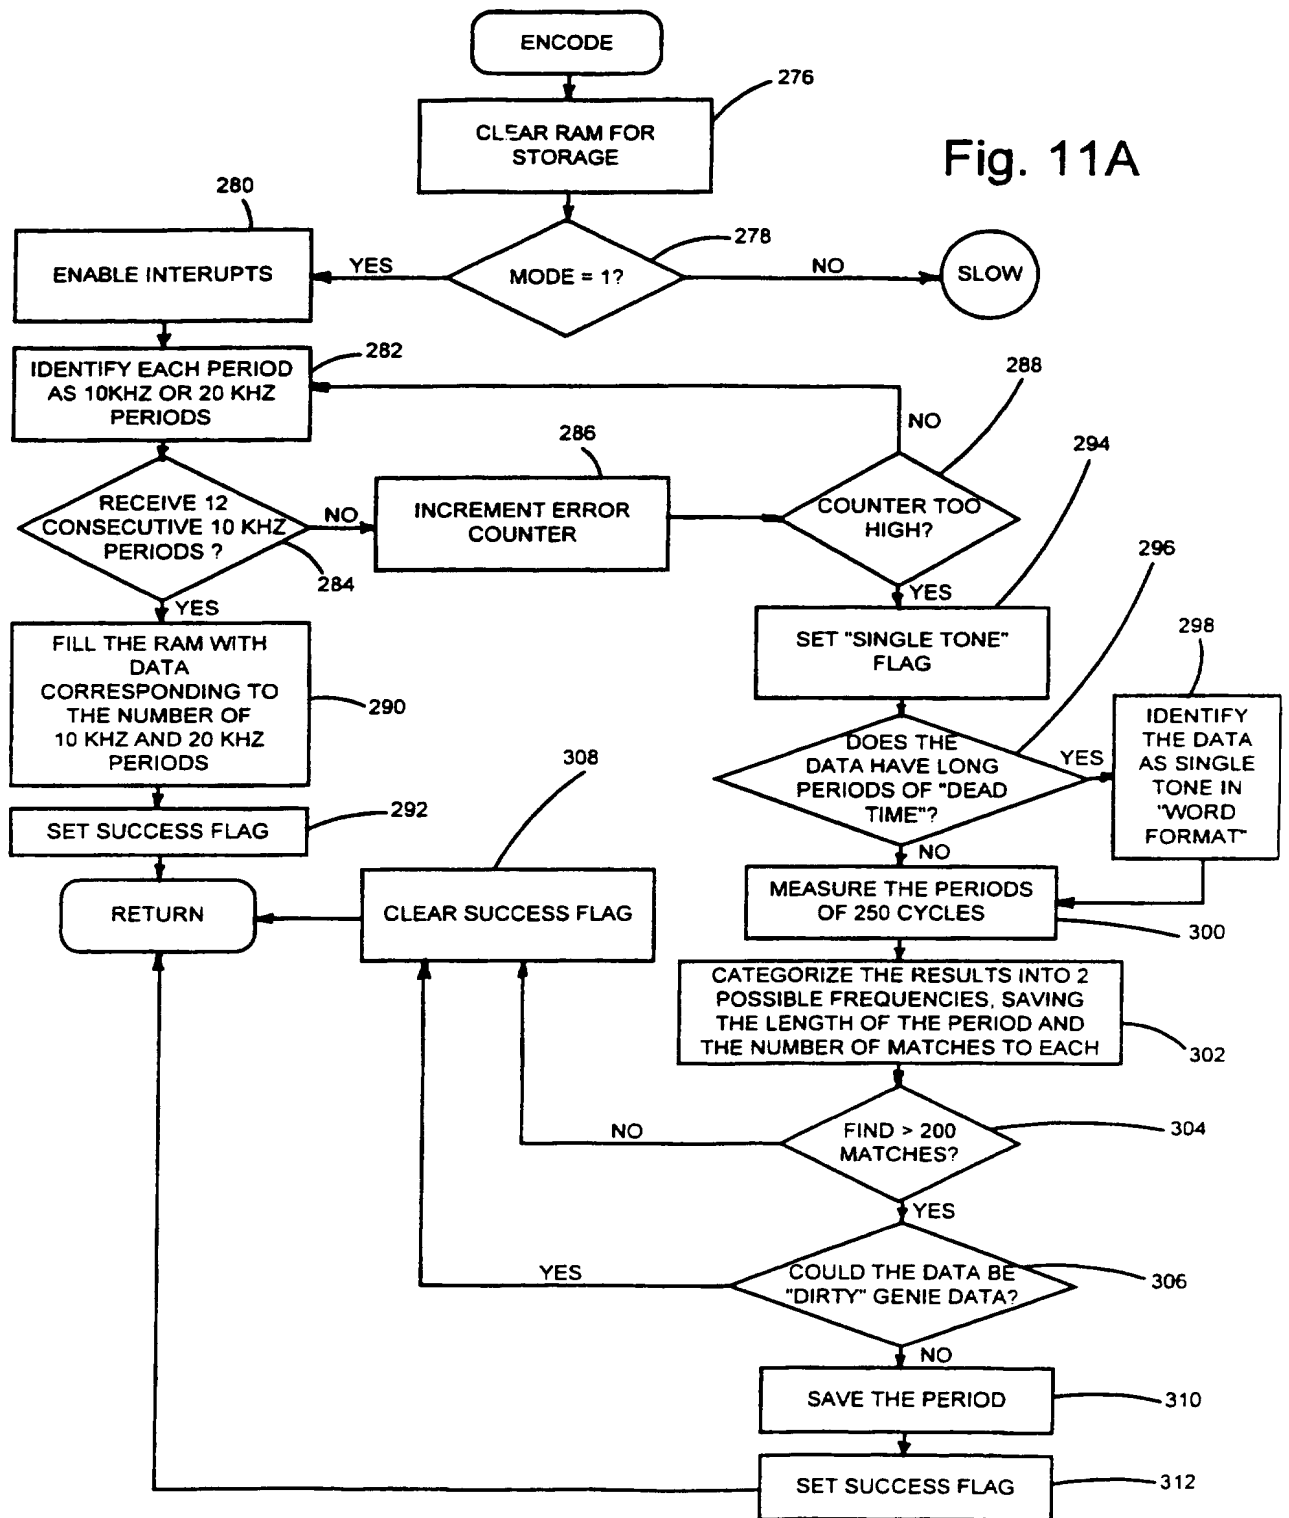 ENCODE
276
CLEAR RAM FOR
STORAGE
Fig. 11A
280
278
ENABLE INTERUPTS
YES
MODE = 1?
NO
SLOW
282
IDENTIFY EACH PERIOD
AS 10KHZ OR 20 KHZ
PERIODS
288
NO
286
294
RECEIVE 12
CONSECUTIVE 10 KHZ
PERIODS ?
NO
INCREMENT ERROR
COUNTER
COUNTER TOO
HIGH?
284
296
YES
YES
FILL THE RAM WITH
DATA
CORRESPONDING TO
THE NUMBER OF
10 KHZ AND 20 KHZ
PERIODS
290
SET "SINGLE TONE"
FLAG
298
DOES THE
DATA HAVE LONG
PERIODS OF "DEAD
TIME"?
YES
IDENTIFY
THE DATA
AS SINGLE
TONE IN
"WORD
FORMAT"
308
292
SET SUCCESS FLAG
NO
RETURN
CLEAR SUCCESS FLAG
MEASURE THE PERIODS
OF 250 CYCLES
300
CATEGORIZE THE RESULTS INTO 2
POSSIBLE FREQUENCIES, SAVING
THE LENGTH OF THE PERIOD AND
THE NUMBER OF MATCHES TO EACH
302
NO
FIND > 200
MATCHES?
304
YES
YES
COULD THE DATA BE
"DIRTY" GENIE DATA?
306
NO
SAVE THE PERIOD
310
SET SUCCESS FLAG
312